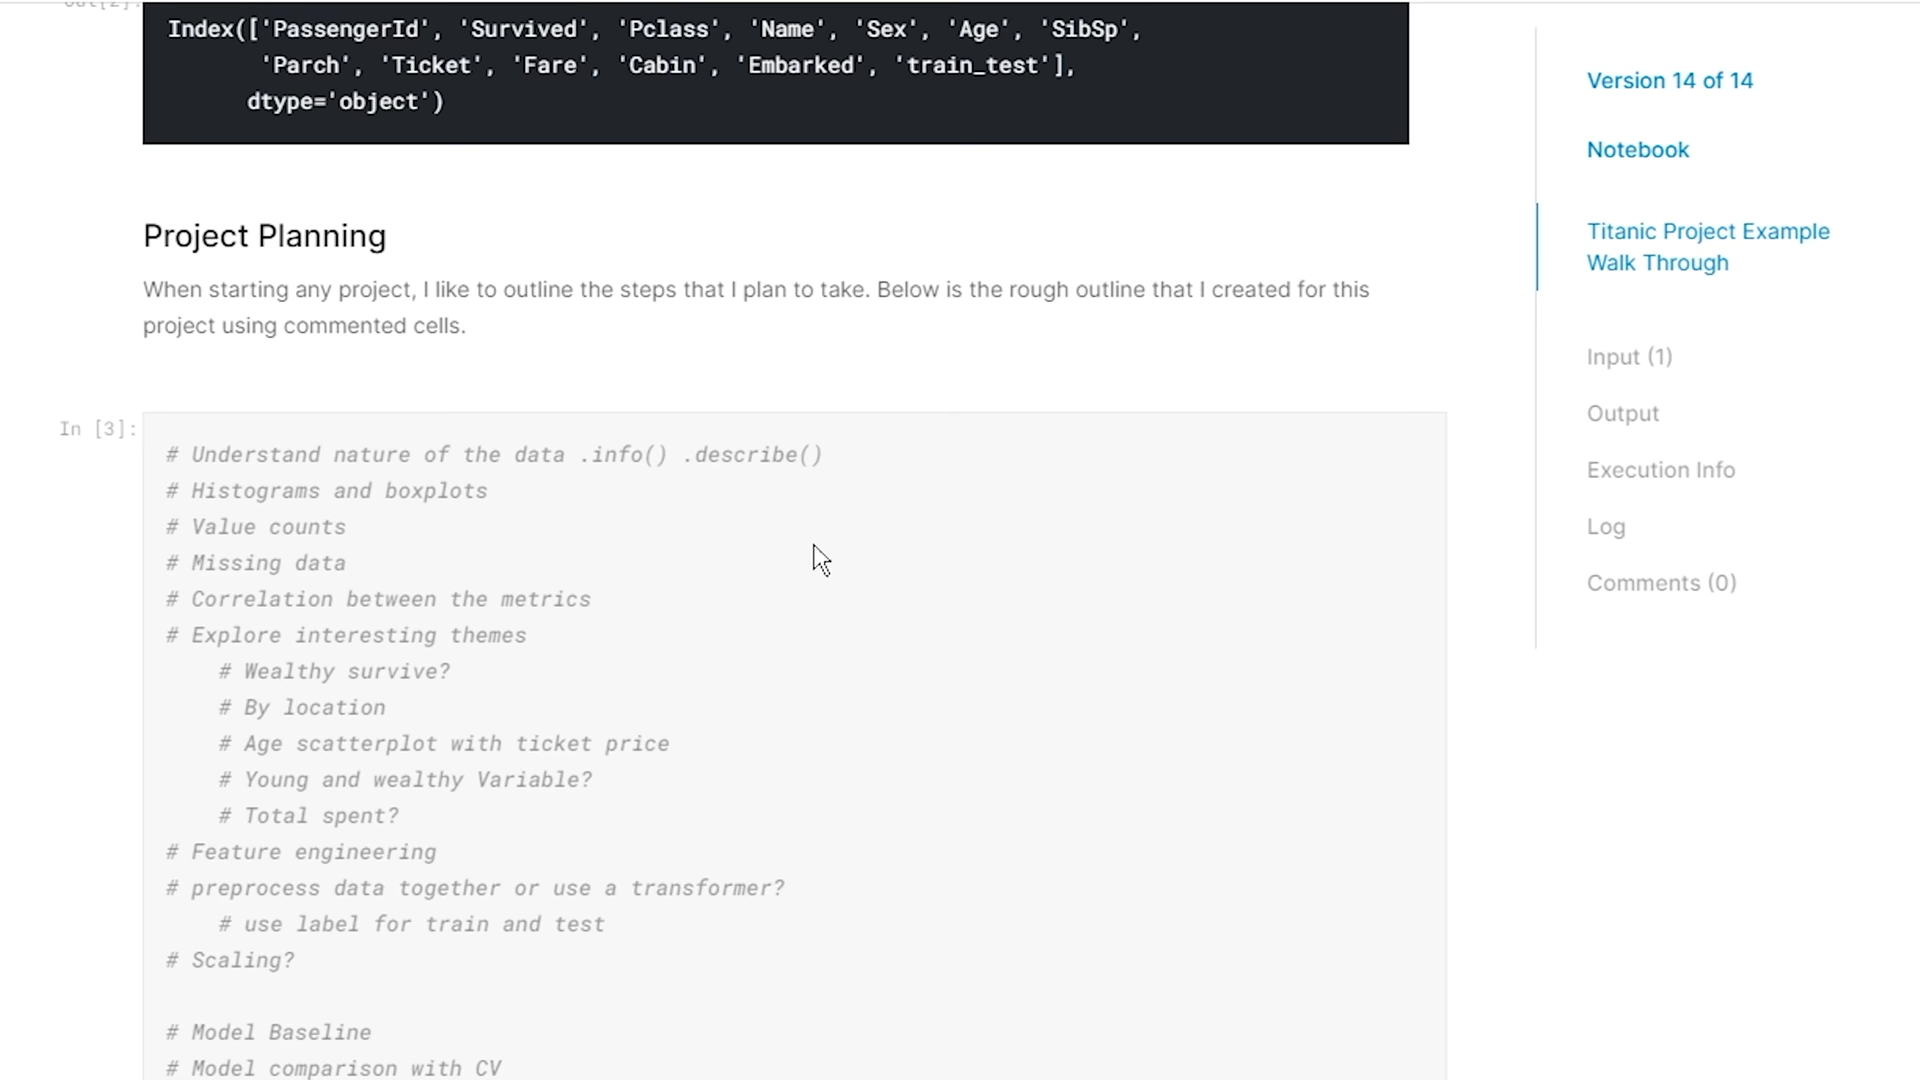 Index(['PassengerId', 'Survived', 'Pclass', 'Name', 'Sex', 'Age', 'SibSp',
'Parch', 'Ticket', 'Fare', 'Cabin', 'Embarked', 'train_test'],
dtype='object')
Project Planning
When starting any project, I like to outline the steps that I plan to take. Below is the rough outline that I created for this
project using commented cells.
In [3]:
# Understand nature of the data .info() .describe()
# Histograms and boxplots
# Value counts
# Missing data
# Correlation between the metrics
# Explore interesting themes
# Wealthy survive?
# By location
# Age scatterplot with ticket price
# Young and wealthy Variable?
# Total spent?
# Feature engineering
# preprocess data together or use a transformer?
# use label for train and test
# Scaling?
# Model Baseline
# Model comparison with CV
Version 14 of 14
Notebook
Titanic Project Example
Walk Through
Input (1)
Output
Execution Info
Log
Comments (0)